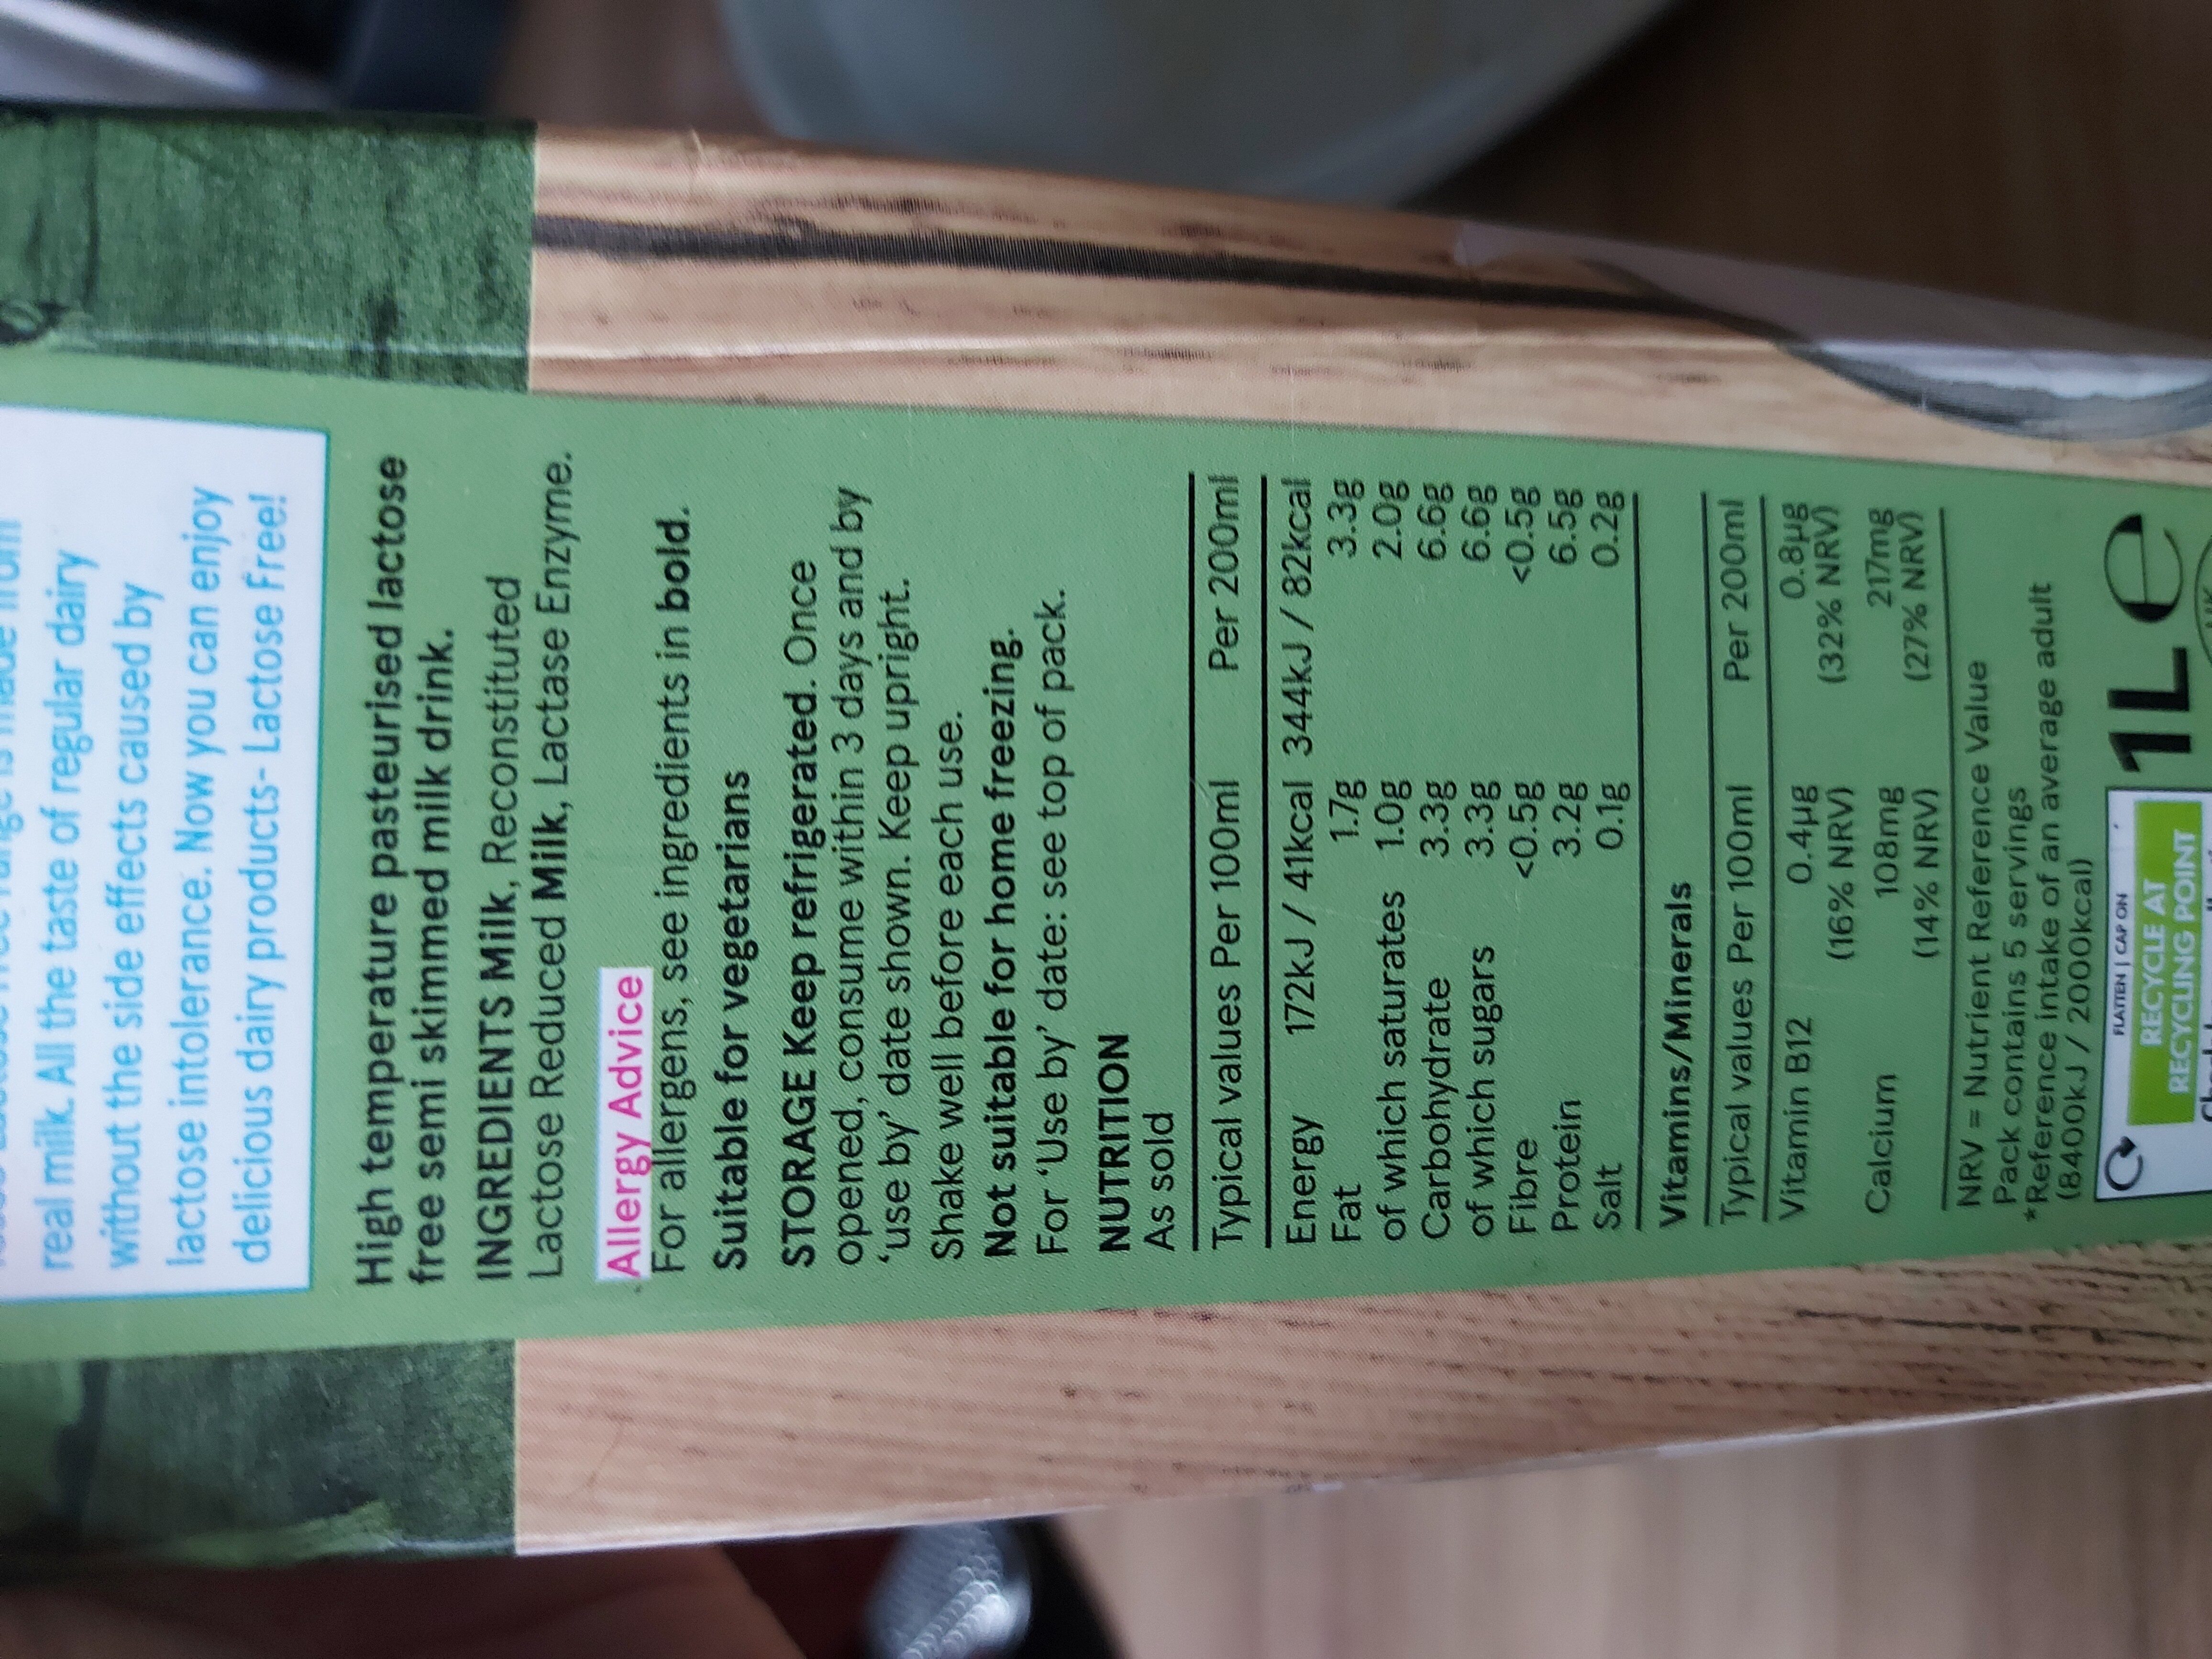 real milk. All the taste of regular dairy
without the side effects caused by
lactose intolerance. Now you can enjoy
delicious dairy products- Lactose Free!
High temperature pasteurised lactose
free semi skimmed milk drink.
INGREDIENTS Milk, Reconstituted
Lactose Reduced Milk, Lactase Enzyme.
Allergy Advice
For allergens, see ingredients in bold.
Suitable for vegetarians
STORAGE Keep refrigerated. Once
opened, consume within 3 days and by
‘use by’ date shown. Keep upright.
Shake well before each use.
Not suitable for home freezing.
For ‘Use by’ date: see top of pack.
NUTRITION
As sold
Typical values Per 100ml Per 200ml
Energy 172kJ / 41kcal 344kJ / 82kcal
Fat 1.7g 3.3g
of which saturates 1.0g 2.0g
Carbohydrate 3.3g 6.6g
of which sugars 3.3g 6.6g
Fibre <0.5g <0.5g
Protein 3.2g 6.5g
Salt 0.1g 0.2g
Vitamins/Minerals
Typical values Per 100ml Per 200ml
Vitamin B12 0.4µg 0.8µg
(16% NRV) (32% NRV)
Calcium 108mg 217mg
(14% NRV) (27% NRV)
NRV = Nutrient Reference Value
Pack contains 5 servings
*Reference intake of an average adult
(8400kJ / 2000kcal)
FLATTEN | CAP ON
RECYCLE AT
RECYCLING POINT
1L e